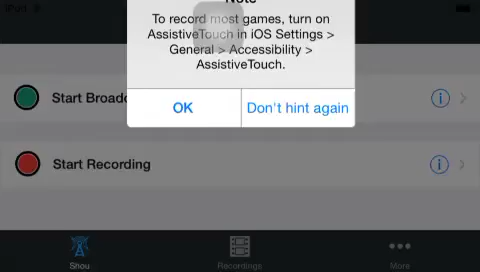 iPod
Note
To record most games, turn on
AssistiveTouch in iOS Settings >
General > Accessibility >
AssistiveTouch.
OK
Don't hint again
Start Broadc
Start Recording
Shou
Recordings
More